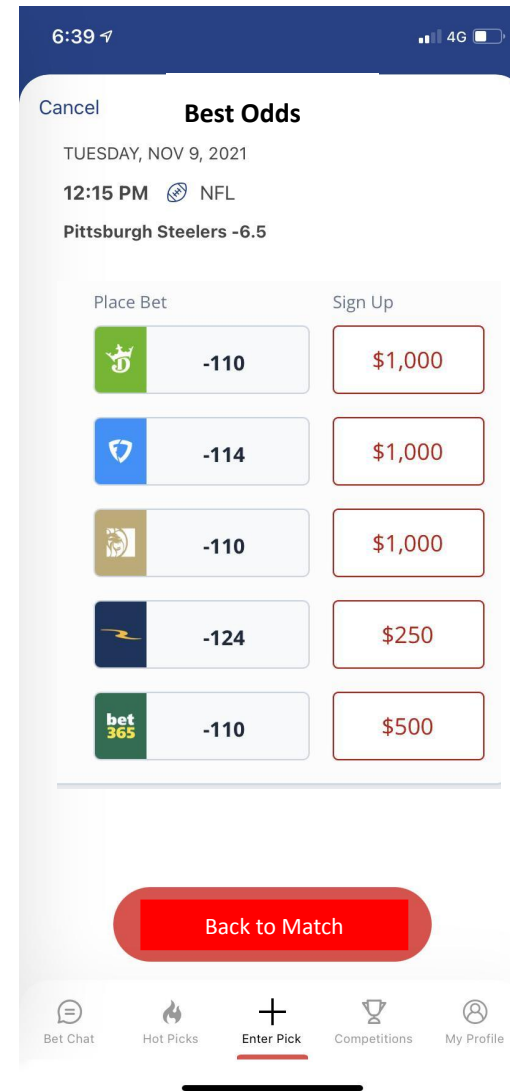 6:39
4G
Cancel
Best Odds
TUESDAY, NOV 9, 2021
12:15 PM NFL
Pittsburgh Steelers -6.5
Place Bet Sign Up
D -110 $1,000
-114 $1,000
-110 $1,000
-124 $250
bet
365 -110 $500
Back to Match
Bet Chat Hot Picks Enter Pick Competitions My Profile